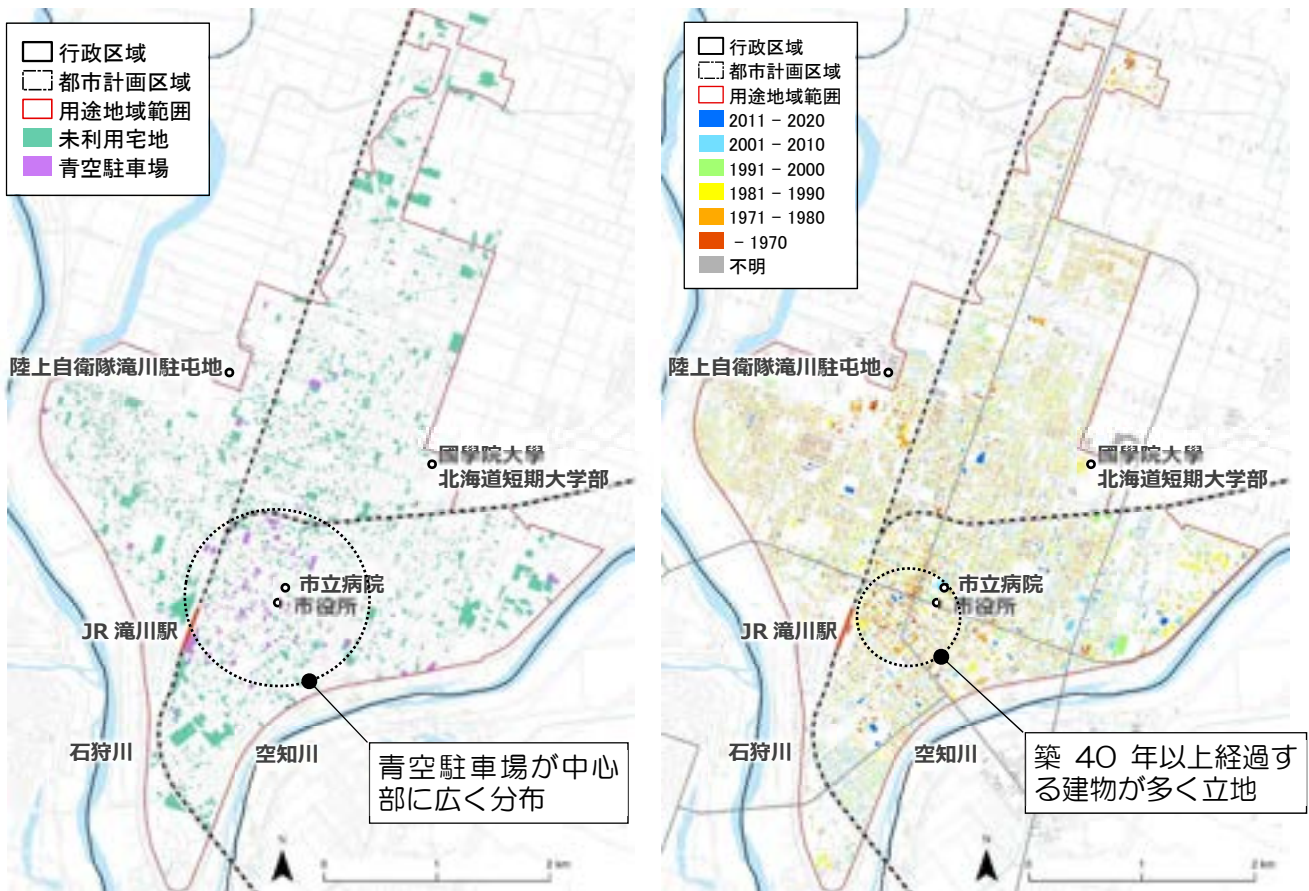 行政区域
都市計画区域
用途地域範囲
未利用宅地
青空駐車場
陸上自衛隊滝川駐屯地
國學院大學
北海道短期大学部
市立病院
市役所
JR 滝川駅
石狩川
空知川
青空駐車場が中心
部に広く分布
N
0 1 2 km
行政区域
都市計画区域
用途地域範囲
2011 - 2020
2001 - 2010
1991 - 2000
1981 - 1990
1971 - 1980
- 1970
不明
陸上自衛隊滝川駐屯地
國學院大學
北海道短期大学部
市立病院
市役所
JR 滝川駅
石狩川
空知川
築 40 年以上経過す
る建物が多く立地
N
0 1 2 km